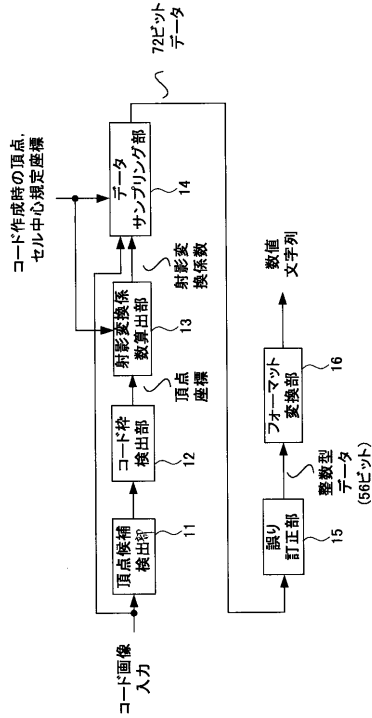 コード画像
入力
頂点候補
検出部
11
コード枠
検出部
12
頂点
座標
射影変換係
数算出部
13
射影変
換係数
コード作成時の頂点,
セル中心規定座標
データ
サンプリング部
14
72ビット
データ
誤り
訂正部
15
整数型
データ
(56ビット)
フォーマット
変換部
16
数値
文字列